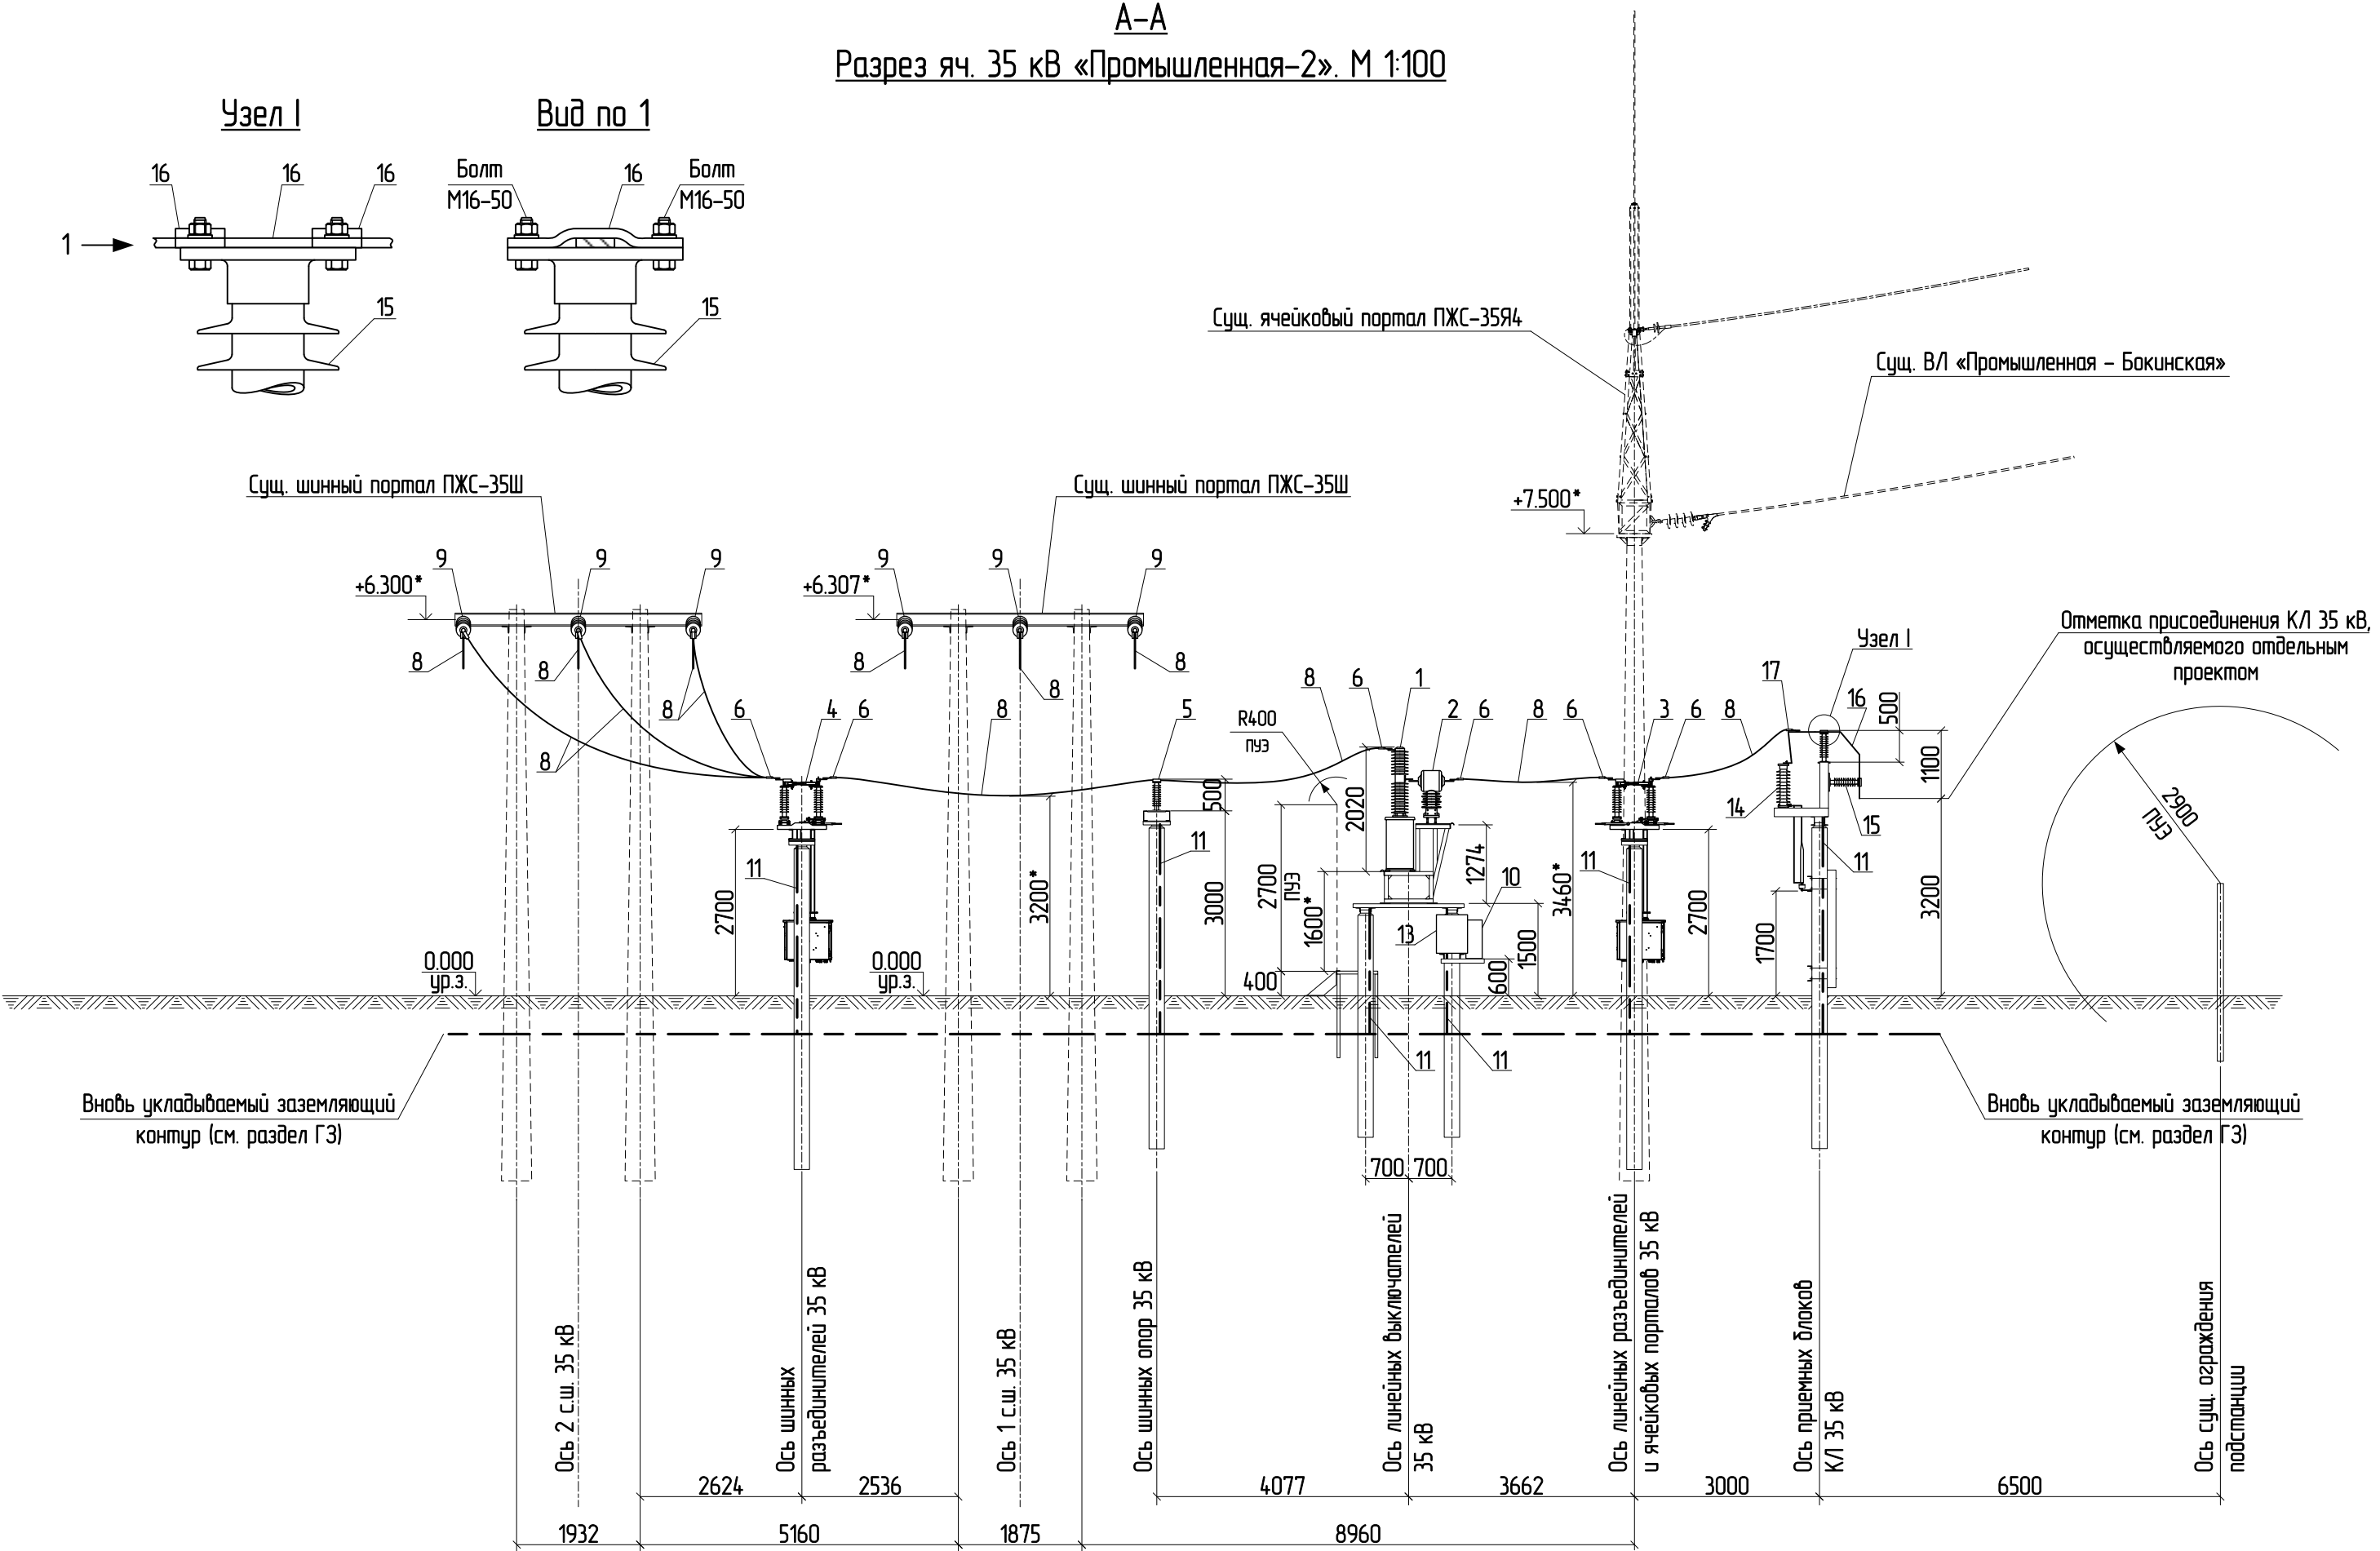 А-А
Разрез яч. 35 кВ «Промышленная-2». М 1:100
Узел I
Вид по 1
16
16
16
Болт
М16-50
16
Болт
М16-50
1
15
15
Сущ. ячейковый портал ПЖС-35Я4
Сущ. ВЛ «Промышленная - Бокинская»
Сущ. шинный портал ПЖС-35Ш
Сущ. шинный портал ПЖС-35Ш
+7.500*
9
9
9
9
9
9
+6.300*
+6.307*
Отметка присоединения КЛ 35 кВ,
осуществляемого отдельным
проектом
Узел I
8
8
8
8
8
8
8
8
6
4
6
8
5
R400
ПУЗ
8
6
1
2
6
8
6
3
6
8
17
16
500
1100
2900
ПУЗ
14
15
11
2700
11
3200*
500
3000
11
2700
ПУЗ
1600*
400
2020
1274
10
13
1500
600
3460*
11
2700
1700
3200
0.000
ур.з.
0.000
ур.з.
11
11
Вновь укладываемый заземляющий
контур (см. раздел ГЗ)
Вновь укладываемый заземляющий
контур (см. раздел ГЗ)
700
700
Ось 2 с.ш. 35 кВ
Ось шинных
разъединителей 35 кВ
Ось 1 с.ш. 35 кВ
Ось шинных опор 35 кВ
Ось линейных выключателей
35 кВ
Ось линейных разъединителей
и ячейковых порталов 35 кВ
Ось приемных блоков
КЛ 35 кВ
Ось сущ. ограждения
подстанции
2624
2536
4077
3662
3000
6500
1932
5160
1875
8960